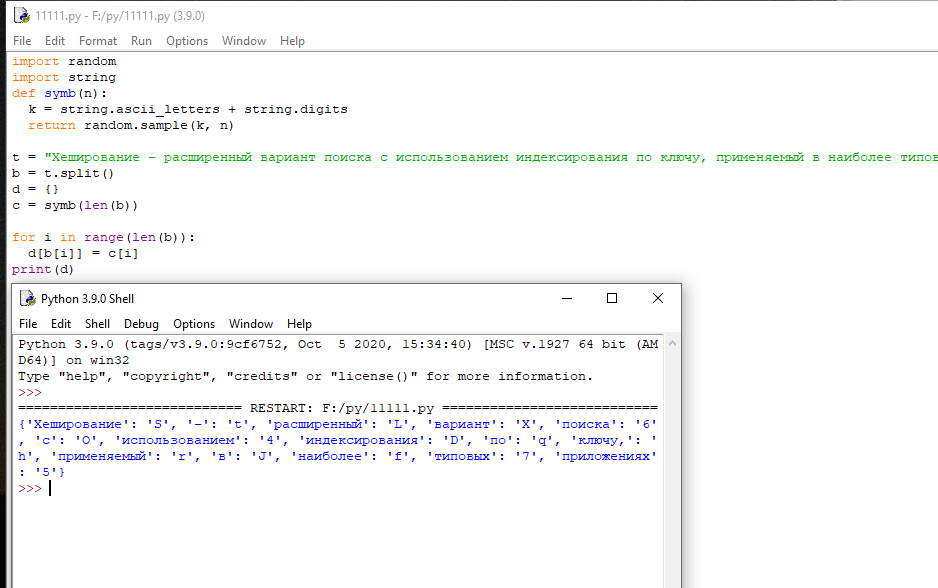 11111.py - F:/py/11111.py (3.9.0)
File Edit Format Run Options Window Help
import random
import string
def symb(n):
  k = string.ascii_letters + string.digits
  return random.sample(k, n)
t = "Хеширование – расширенный вариант поиска с использованием индексирования по ключу, применяемый в наиболее типов
b = t.split()
d = {}
c = symb(len(b))
for i in range(len(b)):
  d[b[i]] = c[i]
print(d)
Python 3.9.0 Shell
File Edit Shell Debug Options Window Help
Python 3.9.0 (tags/v3.9.0:9cf6752, Oct  5 2020, 15:34:40) [MSC v.1927 64 bit (AM
D64)] on win32
Type "help", "copyright", "credits" or "license()" for more information.
>>>
============================ RESTART: F:/py/11111.py ===========================
{'Хеширование': 'S', '–': 't', 'расширенный': 'L', 'вариант': 'X', 'поиска': '6'
, 'с': 'O', 'использованием': '4', 'индексирования': 'D', 'по': 'q', 'ключу,': '
h', 'применяемый': 'r', 'в': 'J', 'наиболее': 'f', 'типовых': '7', 'приложениях'
: '5'}
>>>